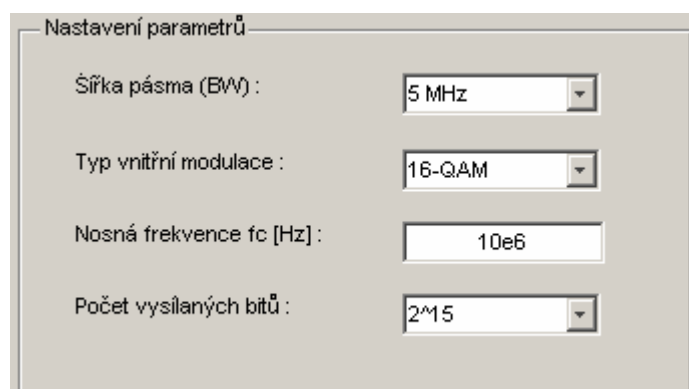 Nastavení parametrů
Šířka pásma (BW) : 5 MHz
Typ vnitřní modulace : 16-QAM
Nosná frekvence fc [Hz] : 10e6
Počet vysílaných bitů : 2^15